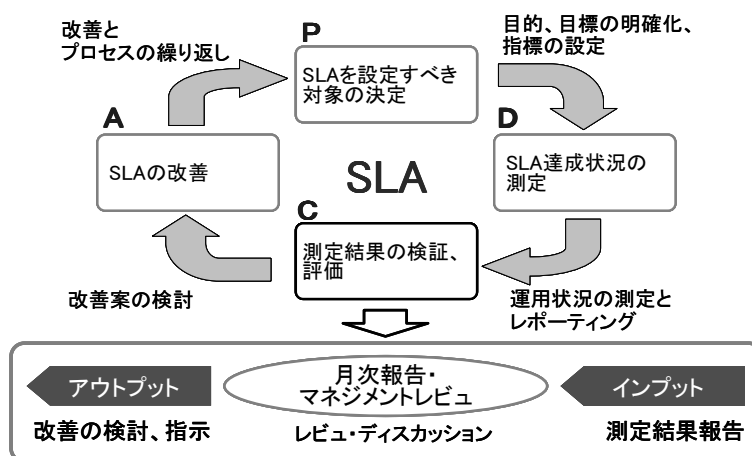 改善と
プロセスの繰り返し
P
SLAを設定すべき
対象の決定
目的、目標の明確化、
指標の設定
A
SLAの改善
SLA
D
SLA達成状況の
測定
C
測定結果の検証、
評価
改善案の検討
運用状況の測定と
レポーティング
アウトプット
月次報告・
マネジメントレビュ
インプット
改善の検討、指示
レビュ・ディスカッション
測定結果報告